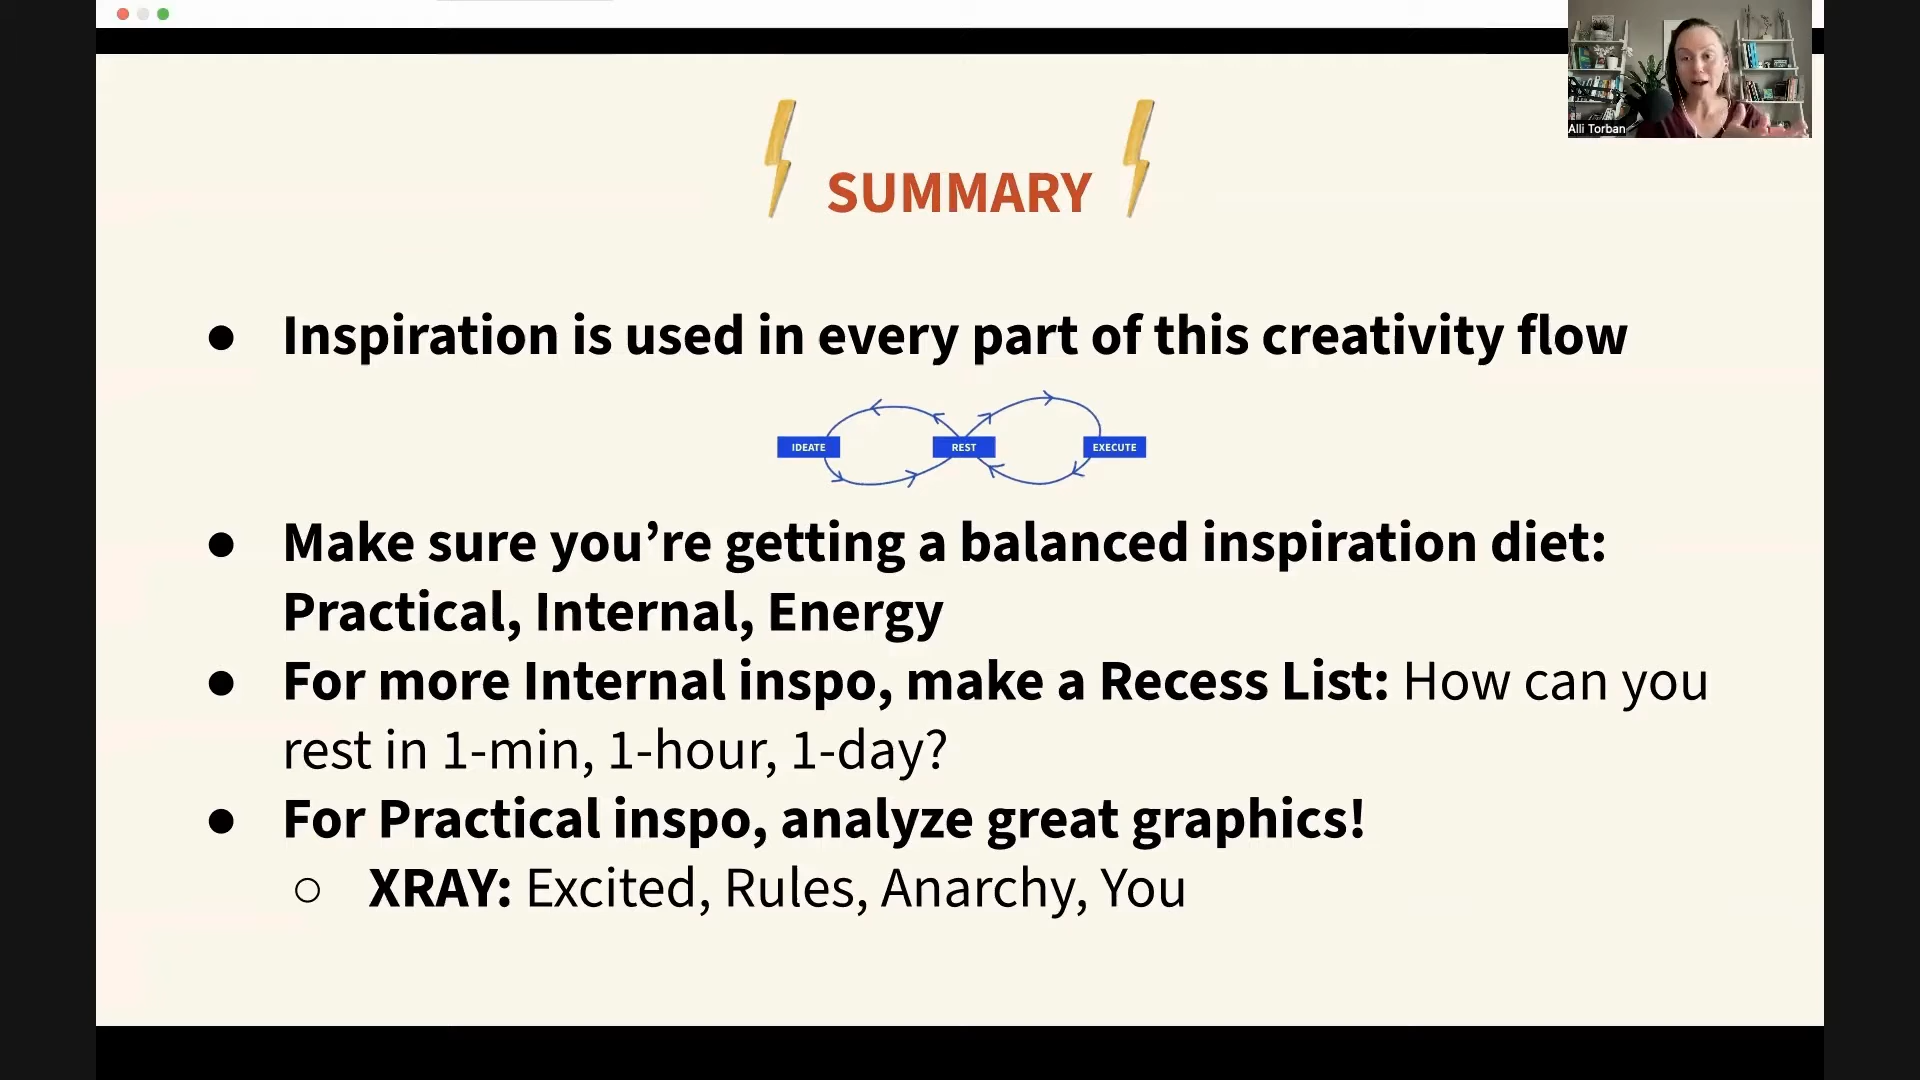 Alli Torban
SUMMARY
● Inspiration is used in every part of this creativity flow
IDEATE
REST
EXECUTE
● Make sure you’re getting a balanced inspiration diet:
Practical, Internal, Energy
● For more Internal inspo, make a Recess List: How can you
rest in 1-min, 1-hour, 1-day?
● For Practical inspo, analyze great graphics!
○ XRAY: Excited, Rules, Anarchy, You